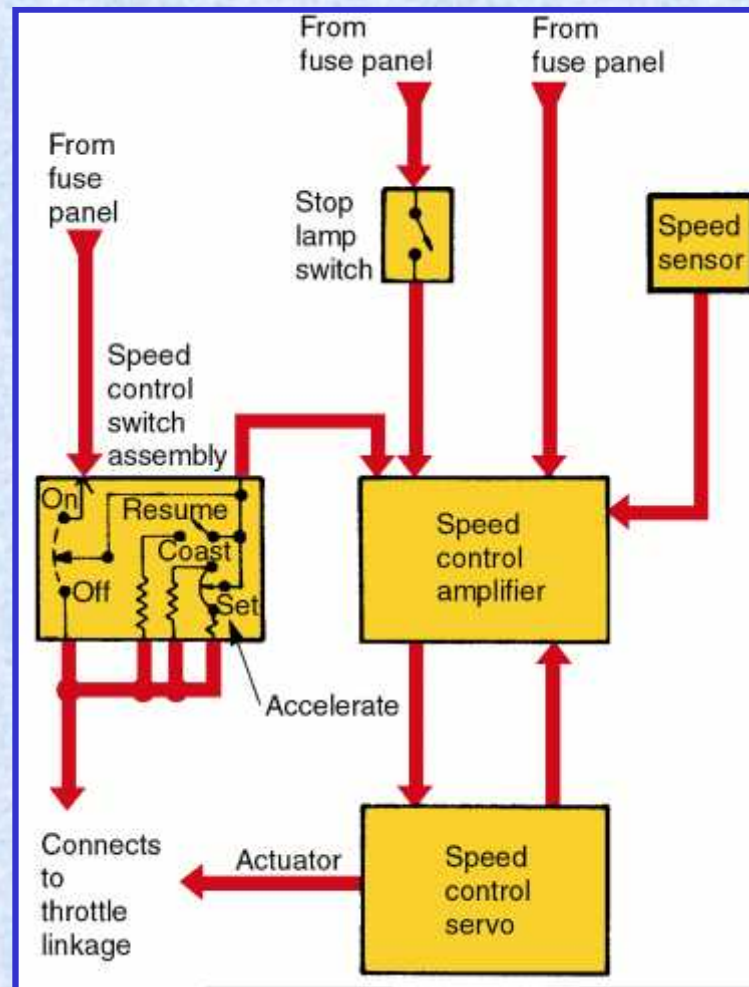 From
fuse panel
From
fuse panel
From
fuse
panel
Stop
lamp
switch
Speed
sensor
Speed
control
switch
assembly
On
Resume
Coast
Off
Set
Speed
control
amplifier
Accelerate
Connects
to
throttle
linkage
Actuator
Speed
control
servo